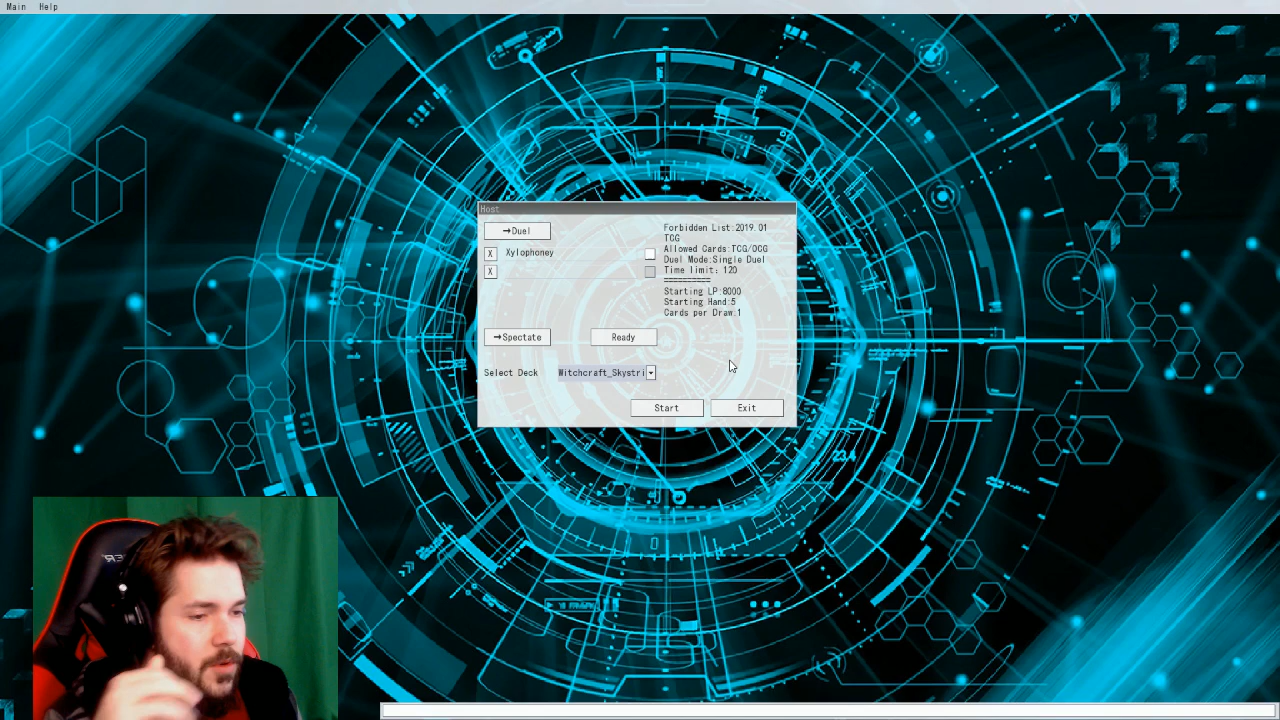 Main Help
Host
→Duel
X Xylophoney
X
Forbidden List:2019.01
TCG
Allowed Cards:TCG/OCG
Duel Mode:Single Duel
Time limit: 120
==========
Starting LP:8000
Starting Hand:5
Cards per Draw:1
→Spectate
Ready
Select Deck
Witchcraft_Skystri
Start
Exit
23.4